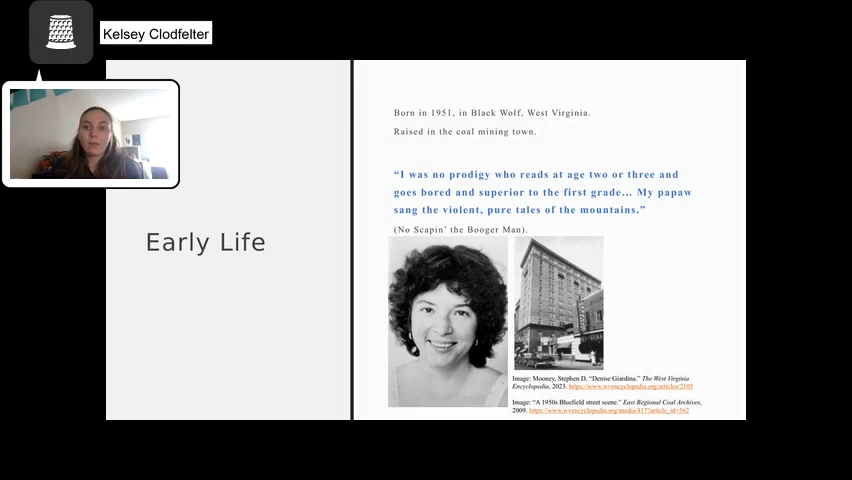 Kelsey Clodfelter
Early Life
Born in 1951, in Black Wolf, West Virginia.
Raised in the coal mining town.
“I was no prodigy who reads at age two or three and
goes bored and superior to the first grade… My papaw
sang the violent, pure tales of the mountains.”
(No Scapin’ the Booger Man).
Image: Mooney, Stephen D. “Denise Giardina.” The West Virginia
Encyclopedia, 2023. https://www.wvencyclopedia.org/articles/2105
Image: “A 1950s Bluefield street scene.” East Regional Coal Archives,
2009. https://www.wvencyclopedia.org/media/417?article_id=562